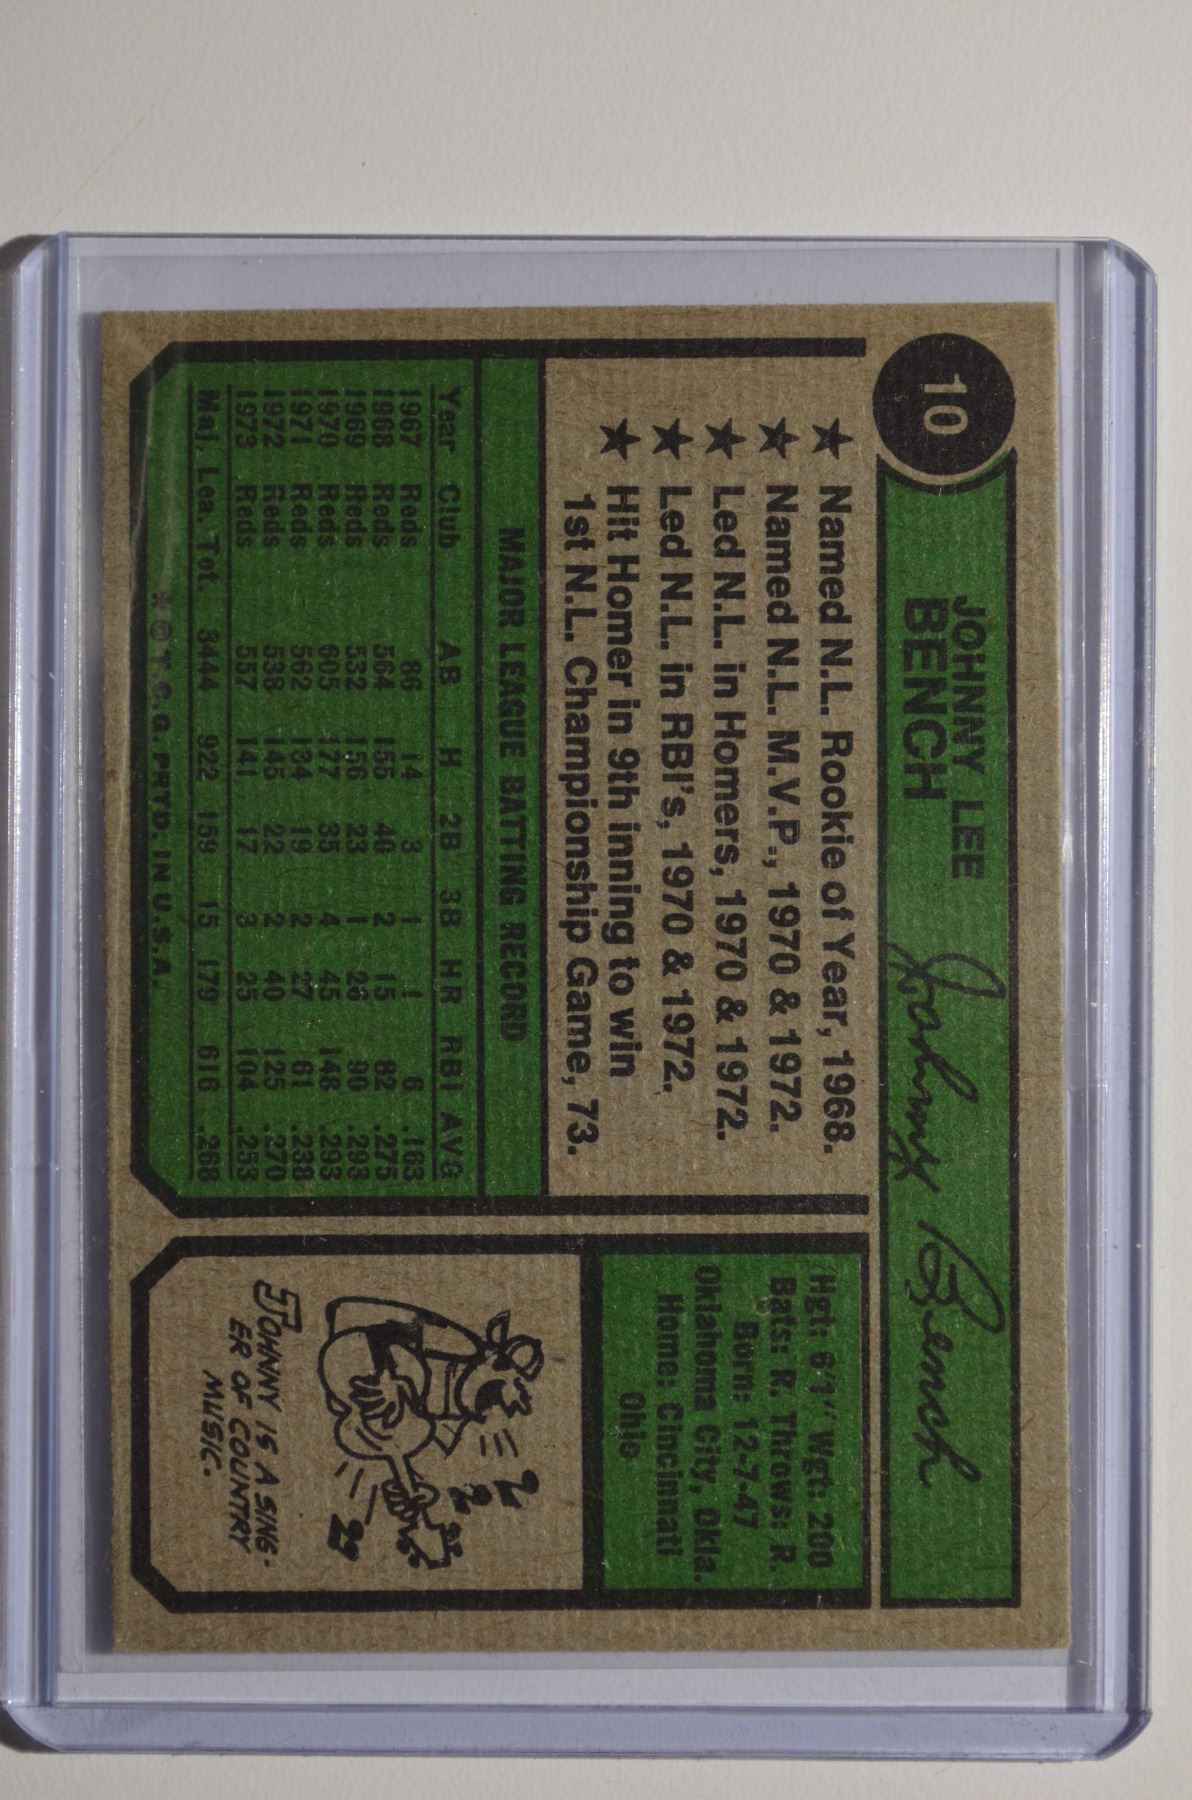 10
JOHNNY LEE
BENCH
Johnny Bench
★ Named N.L. Rookie of Year, 1968.
★ Named N.L. M.V.P., 1970 & 1972.
★ Led N.L. in Homers, 1970 & 1972.
★ Led N.L. in RBI's, 1970 & 1972.
★ Hit Homer in 9th inning to win
1st N.L. Championship Game, 73.
MAJOR LEAGUE BATTING RECORD
Year Club AB H 2B 3B HR RBI AVG
1967 Reds 86 14 3 1 1 6 .163
1968 Reds 564 155 40 2 15 82 .275
1969 Reds 532 156 23 1 26 90 .293
1970 Reds 605 177 35 4 45 148 .293
1971 Reds 562 134 19 2 27 61 .238
1972 Reds 538 145 22 2 40 125 .270
1973 Reds 557 141 17 3 25 104 .253
Maj. Lea. Tot. 3444 922 159 15 179 616 .268
* © T.C.G. PRTD. IN U.S.A.
Hgt: 6'1" Wgt: 200
Bats: R. Throws: R.
Born: 12-7-47
Oklahoma City, Okla.
Home: Cincinnati
Ohio
JOHNNY IS A SING-
ER OF COUNTRY
MUSIC.